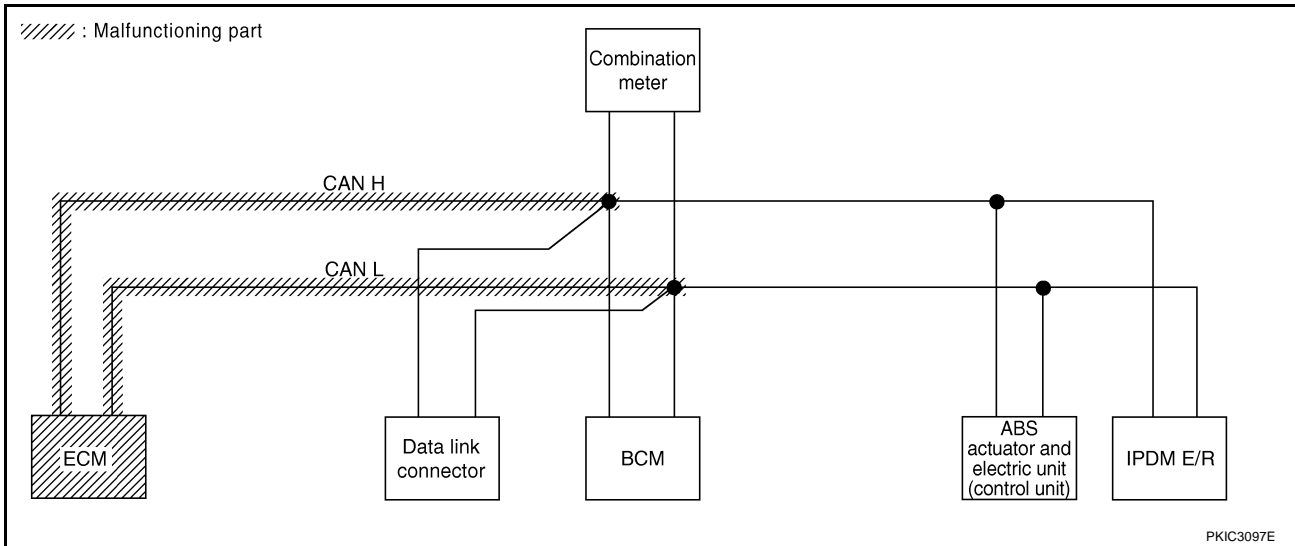 : Malfunctioning part
Combination
meter
CAN H
CAN L
ECM
Data link
connector
BCM
ABS
actuator and
electric unit
(control unit)
IPDM E/R
PKIC3097E